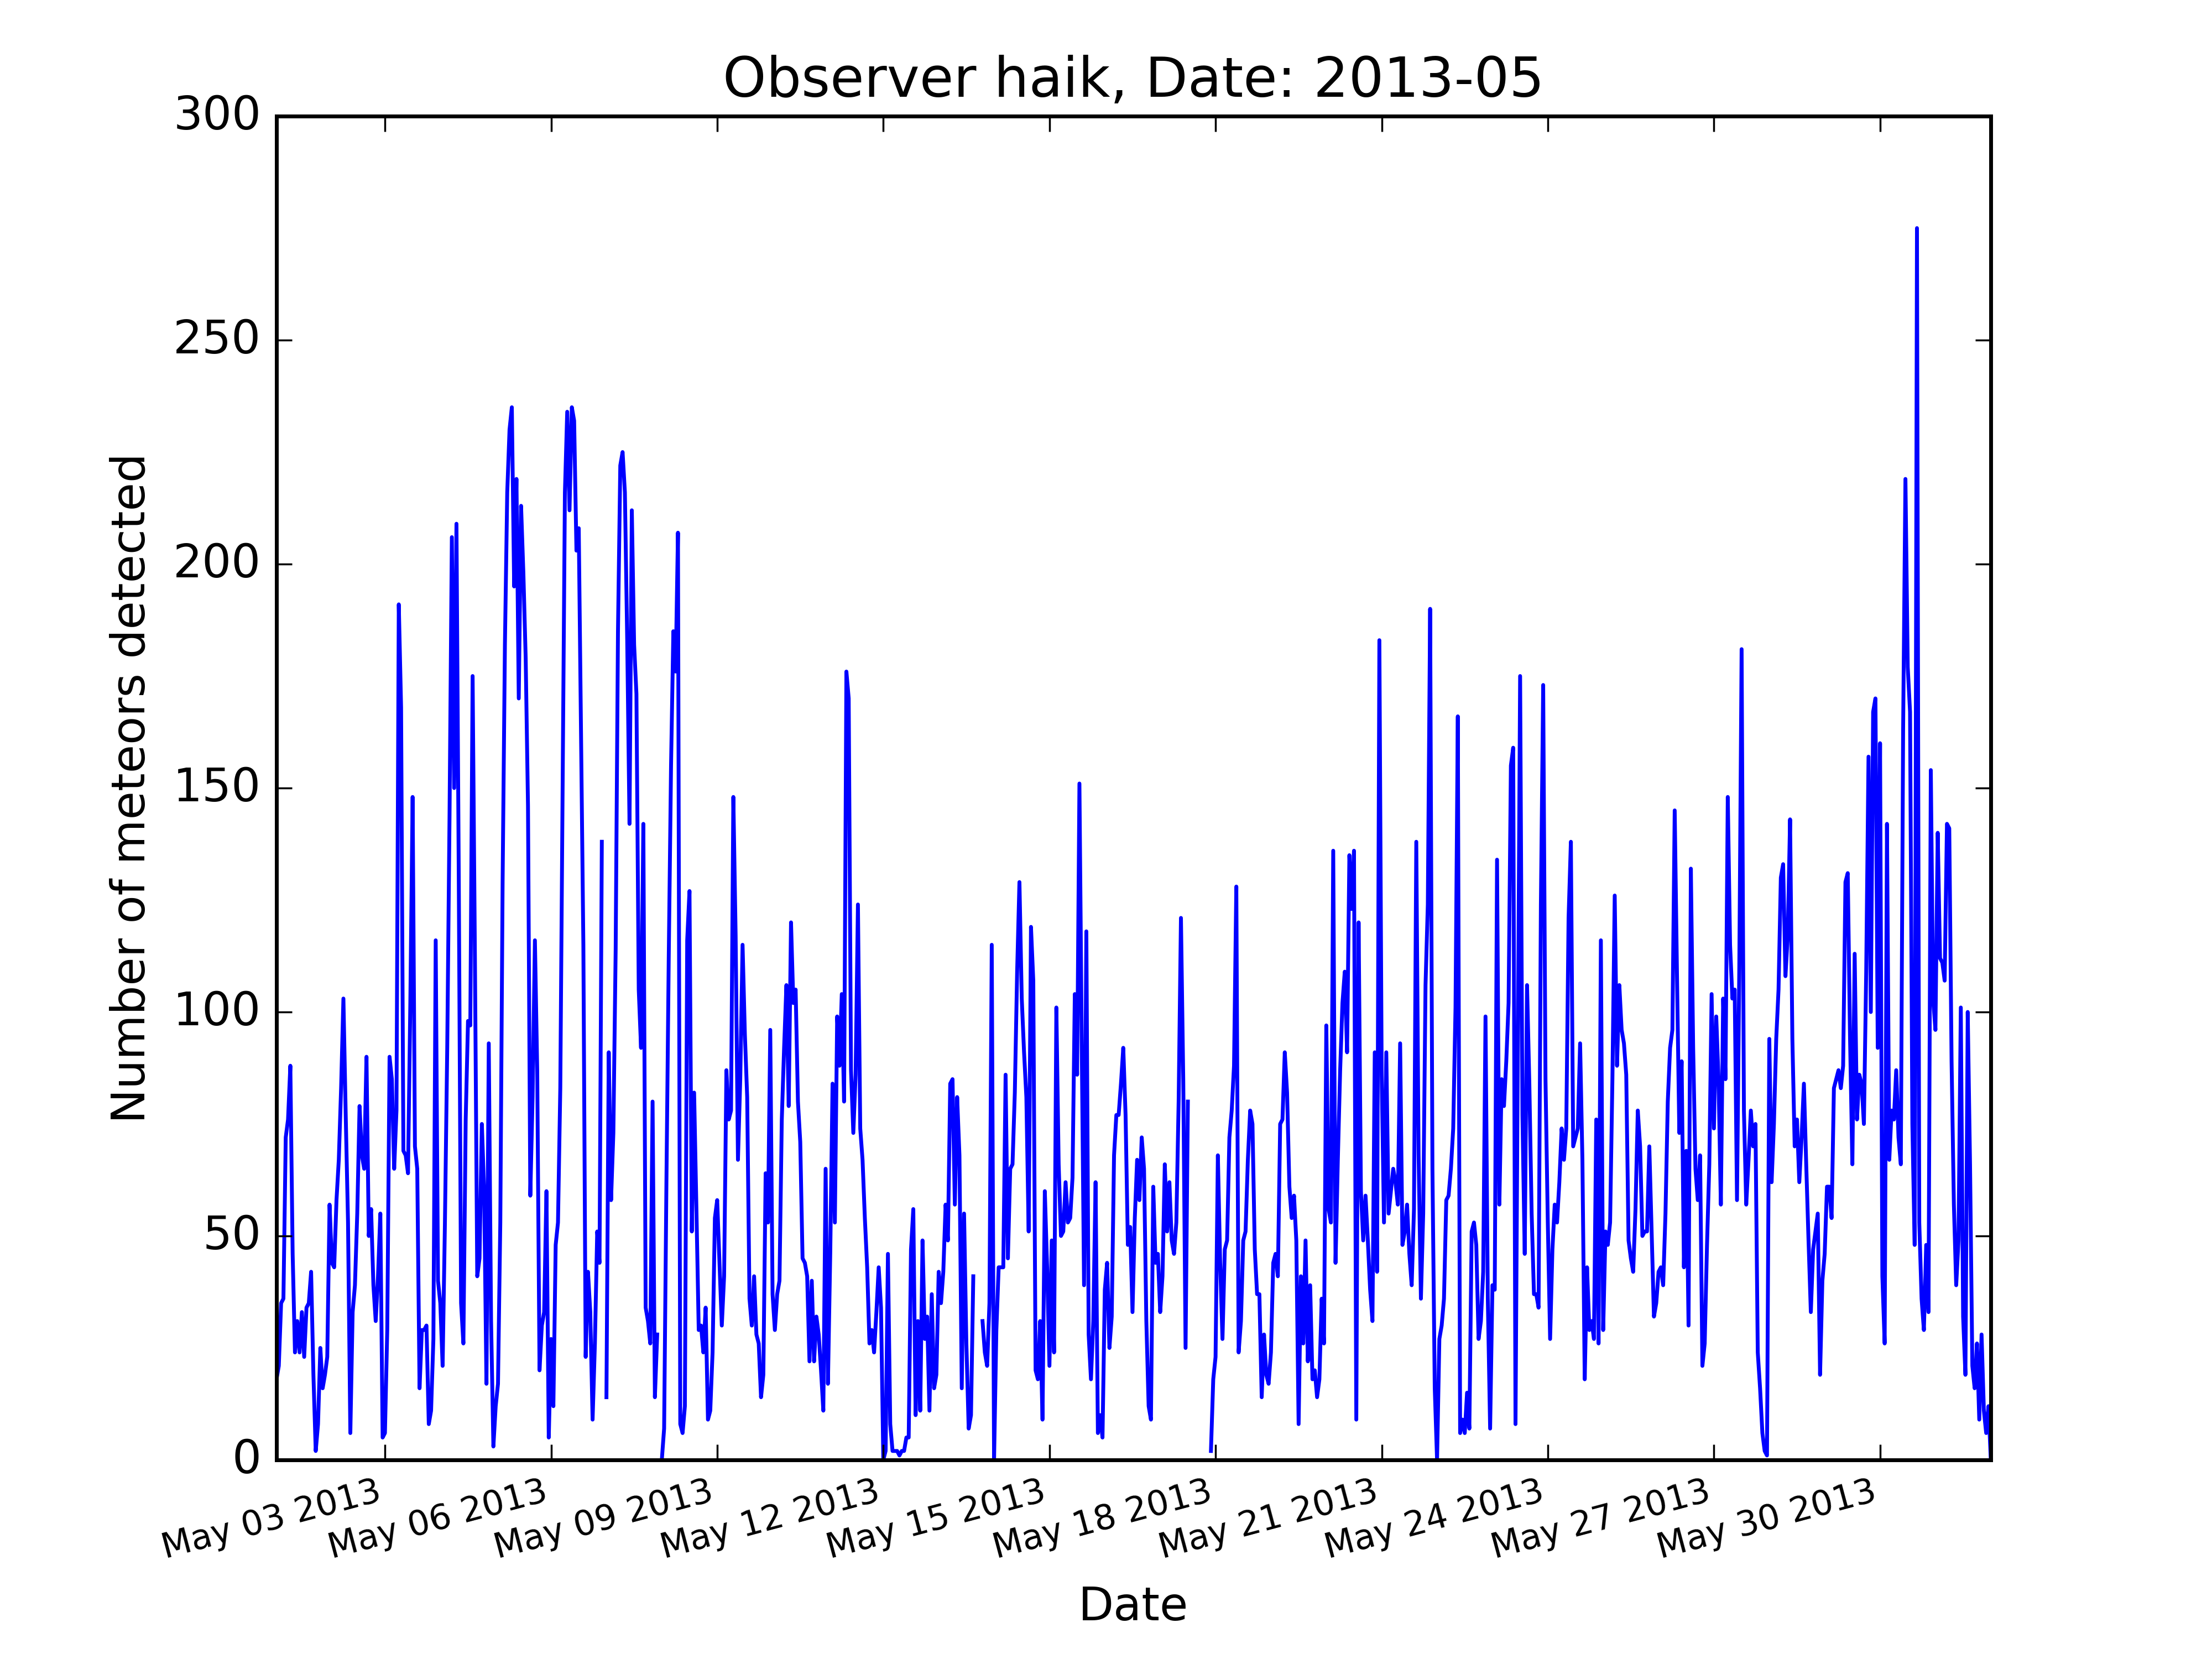 Observer haik, Date: 2013-05
300
250
200
150
100
50
0
Number of meteors detected
May 03 2013
May 06 2013
May 09 2013
May 12 2013
May 15 2013
May 18 2013
May 21 2013
May 24 2013
May 27 2013
May 30 2013
Date